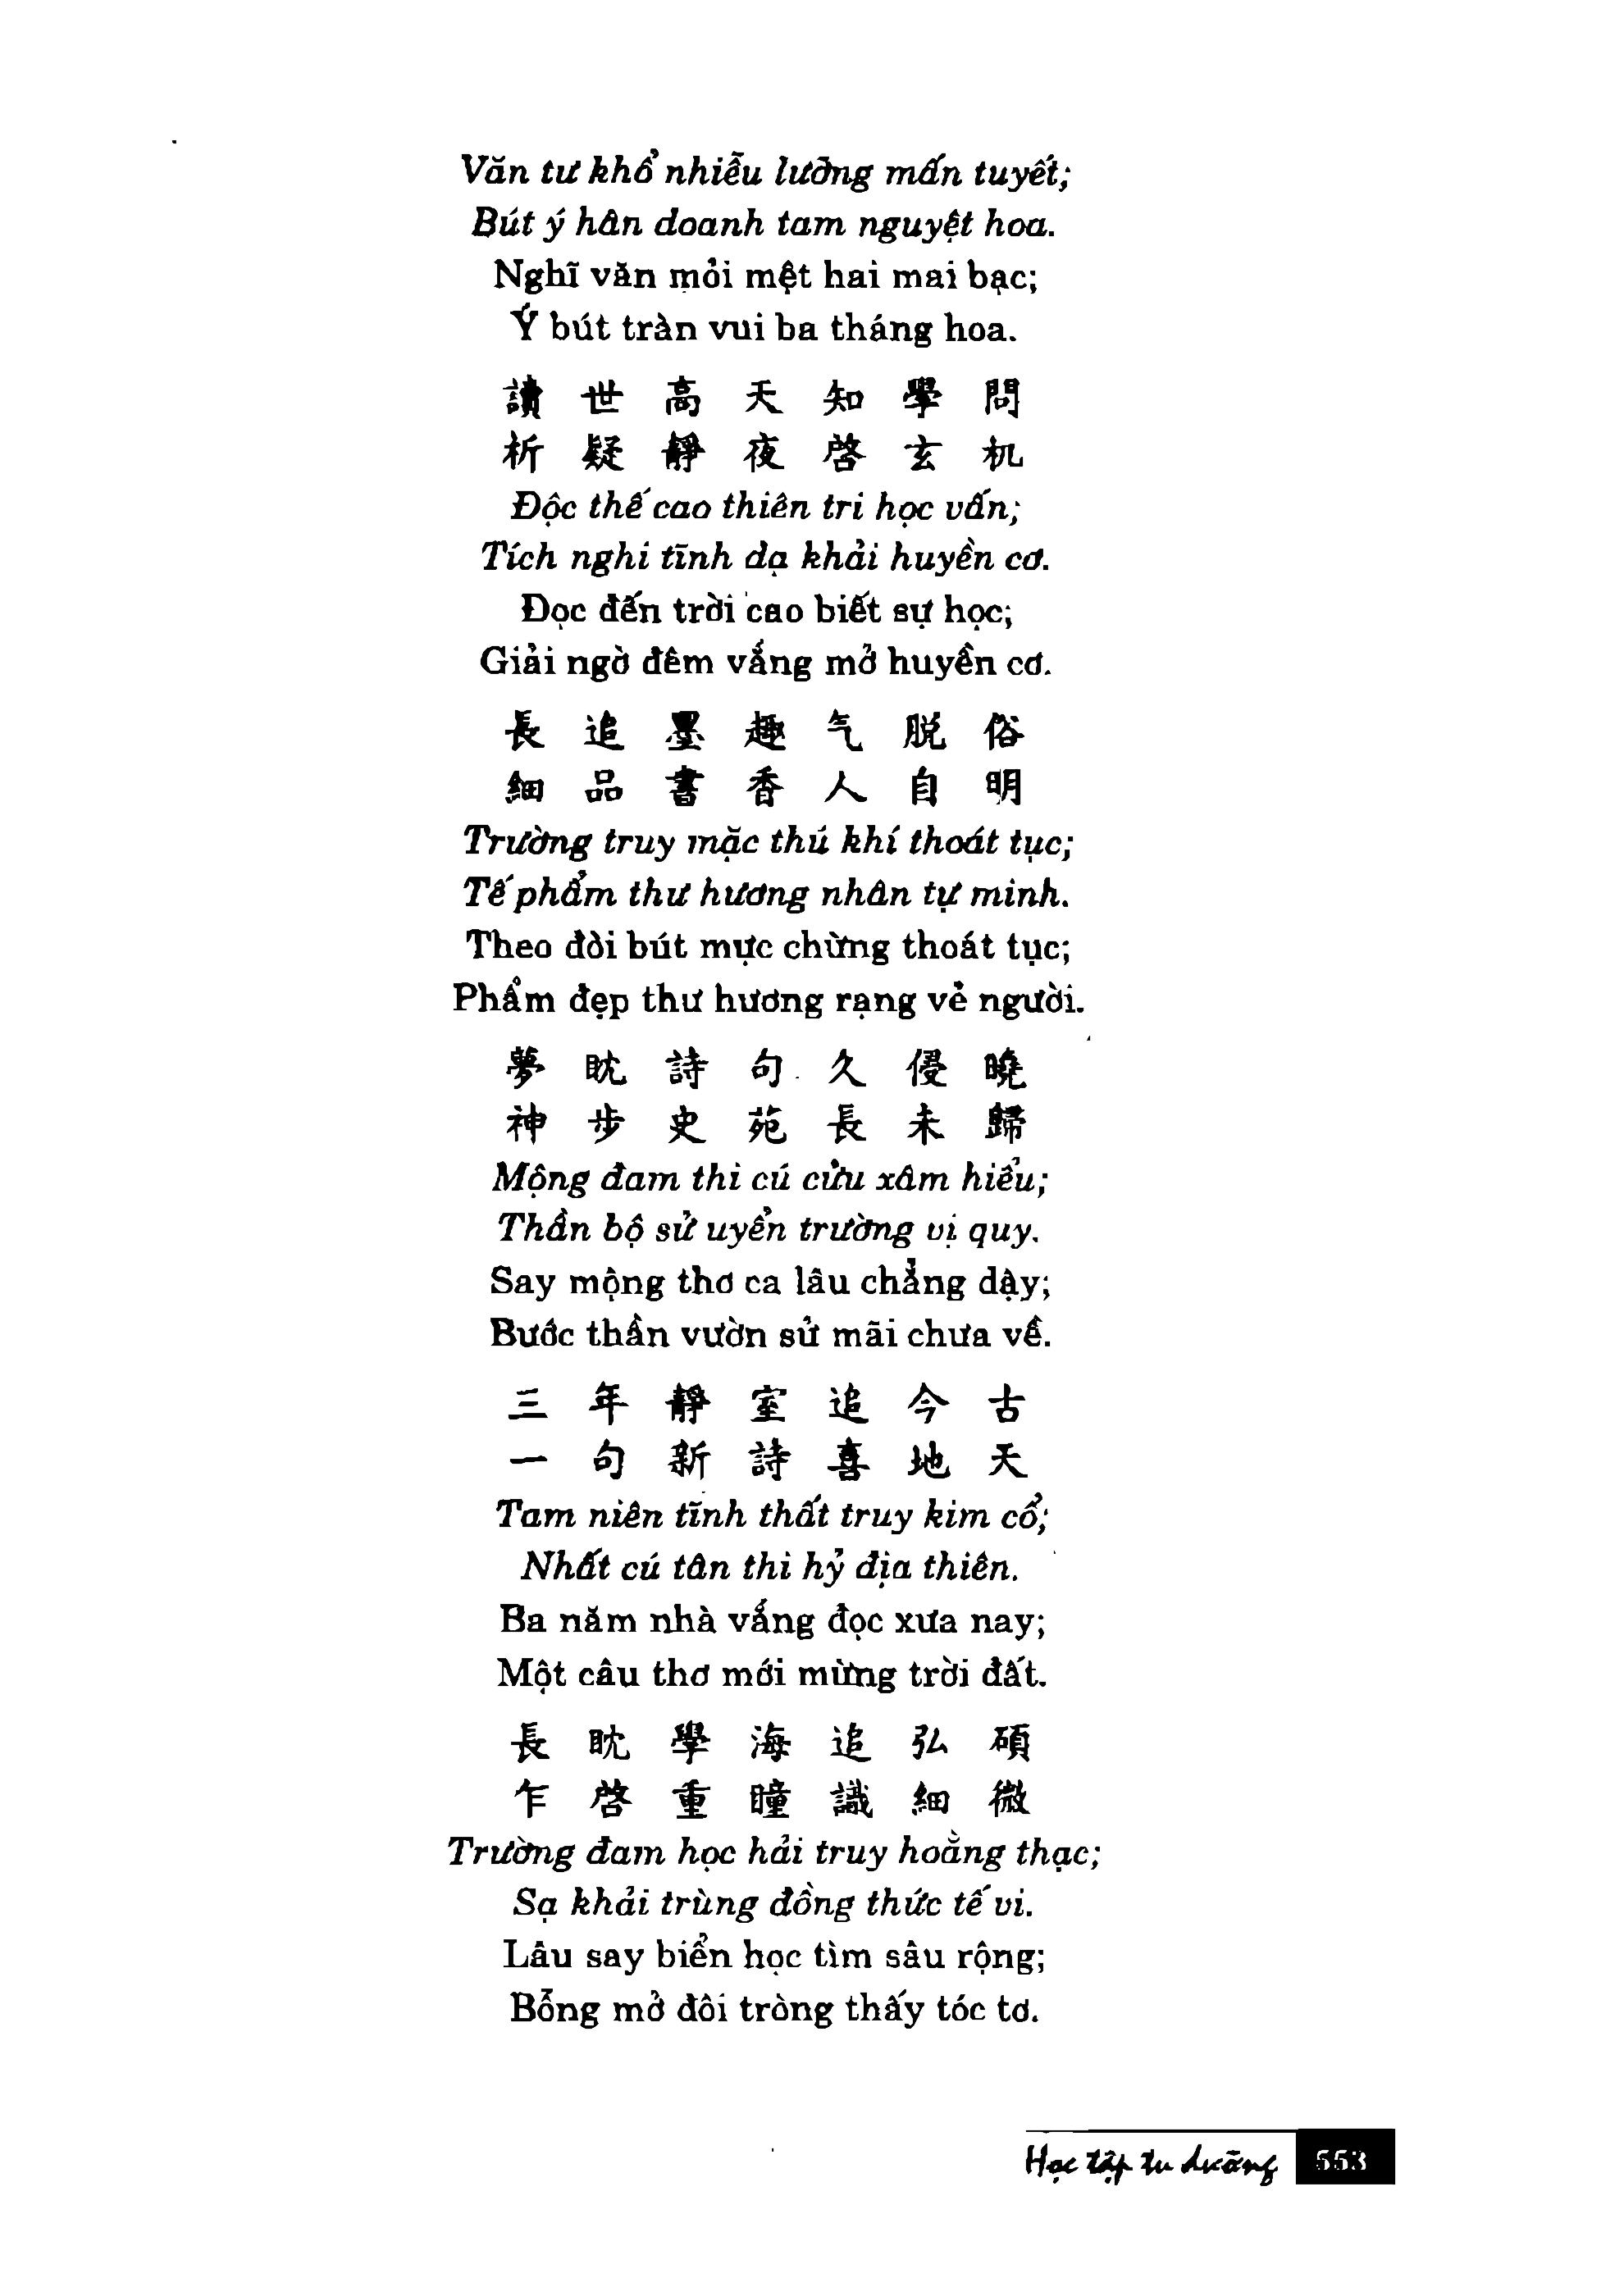 Văn tư khổ nhiễu lưỡng mấn tuyết;
Bút ý hân doanh tam nguyệt hoa.
Nghĩ văn mỏi mệt hai mai bạc;
Ý bút tràn vui ba tháng hoa.
讀世高天知學問
析疑靜夜啓玄机
Độc thế cao thiên tri học vấn;
Tích nghi tĩnh dạ khải huyền cơ.
Đọc đến trời cao biết sự học;
Giải ngờ đêm vắng mở huyền cơ.
長追墨趣气脱俗
細品書香人自明
Trường truy mặc thú khí thoát tục;
Tế phẩm thư hương nhân tự minh.
Theo đòi bút mực chừng thoát tục;
Phẩm đẹp thư hương rạng vẻ người.
夢眈詩句久侵曉
神步史苑長未歸
Mộng đam thi cú cửu xâm hiểu;
Thần bộ sử uyển trường vị quy.
Say mộng thơ ca lâu chẳng dậy;
Bước thần vườn sử mãi chưa về.
三年靜室追今古
一句新詩喜地天
Tam niên tĩnh thất truy kim cổ;
Nhất cú tân thi hỷ địa thiên.
Ba năm nhà vắng đọc xưa nay;
Một câu thơ mới mừng trời đất.
長眈學海追弘碩
乍啓重瞳識細微
Trường đam học hải truy hoằng thạc;
Sạ khải trùng đồng thức tế vi.
Lâu say biển học tìm sâu rộng;
Bỗng mở đôi tròng thấy tóc tơ.
Học tập tu dưỡng 553